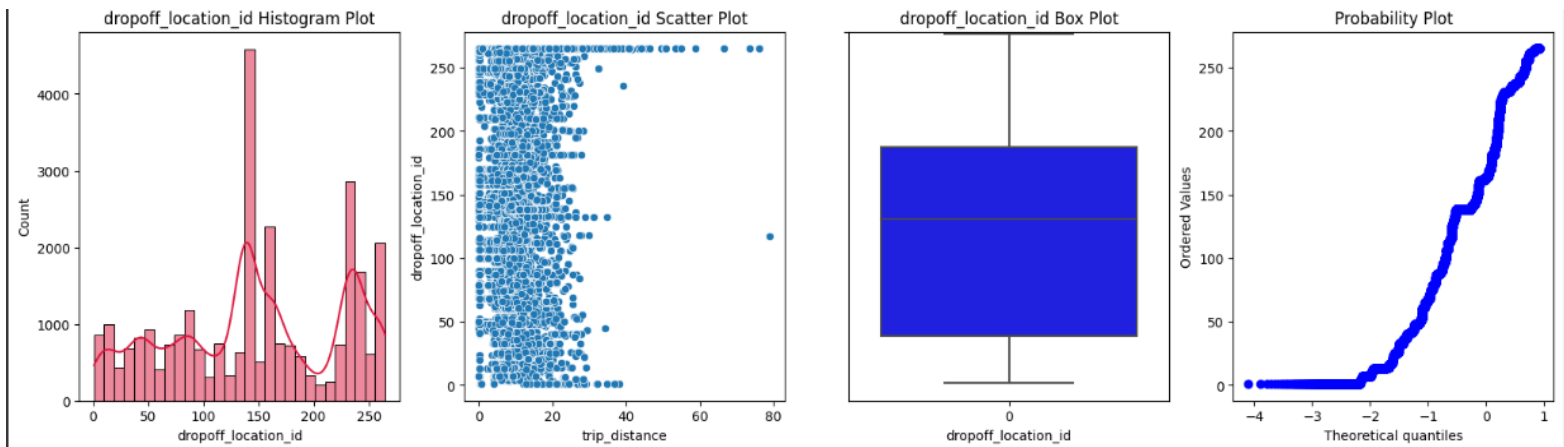 dropoff_location_id Histogram Plot
Count
4000
3000
2000
1000
0
0 50 100 150 200 250
dropoff_location_id
dropoff_location_id Scatter Plot
dropoff_location_id
250
200
150
100
50
0
0 20 40 60 80
trip_distance
dropoff_location_id Box Plot
0
dropoff_location_id
Probability Plot
Ordered Values
250
200
150
100
50
0
−4 −3 −2 −1 0 1
Theoretical quantiles